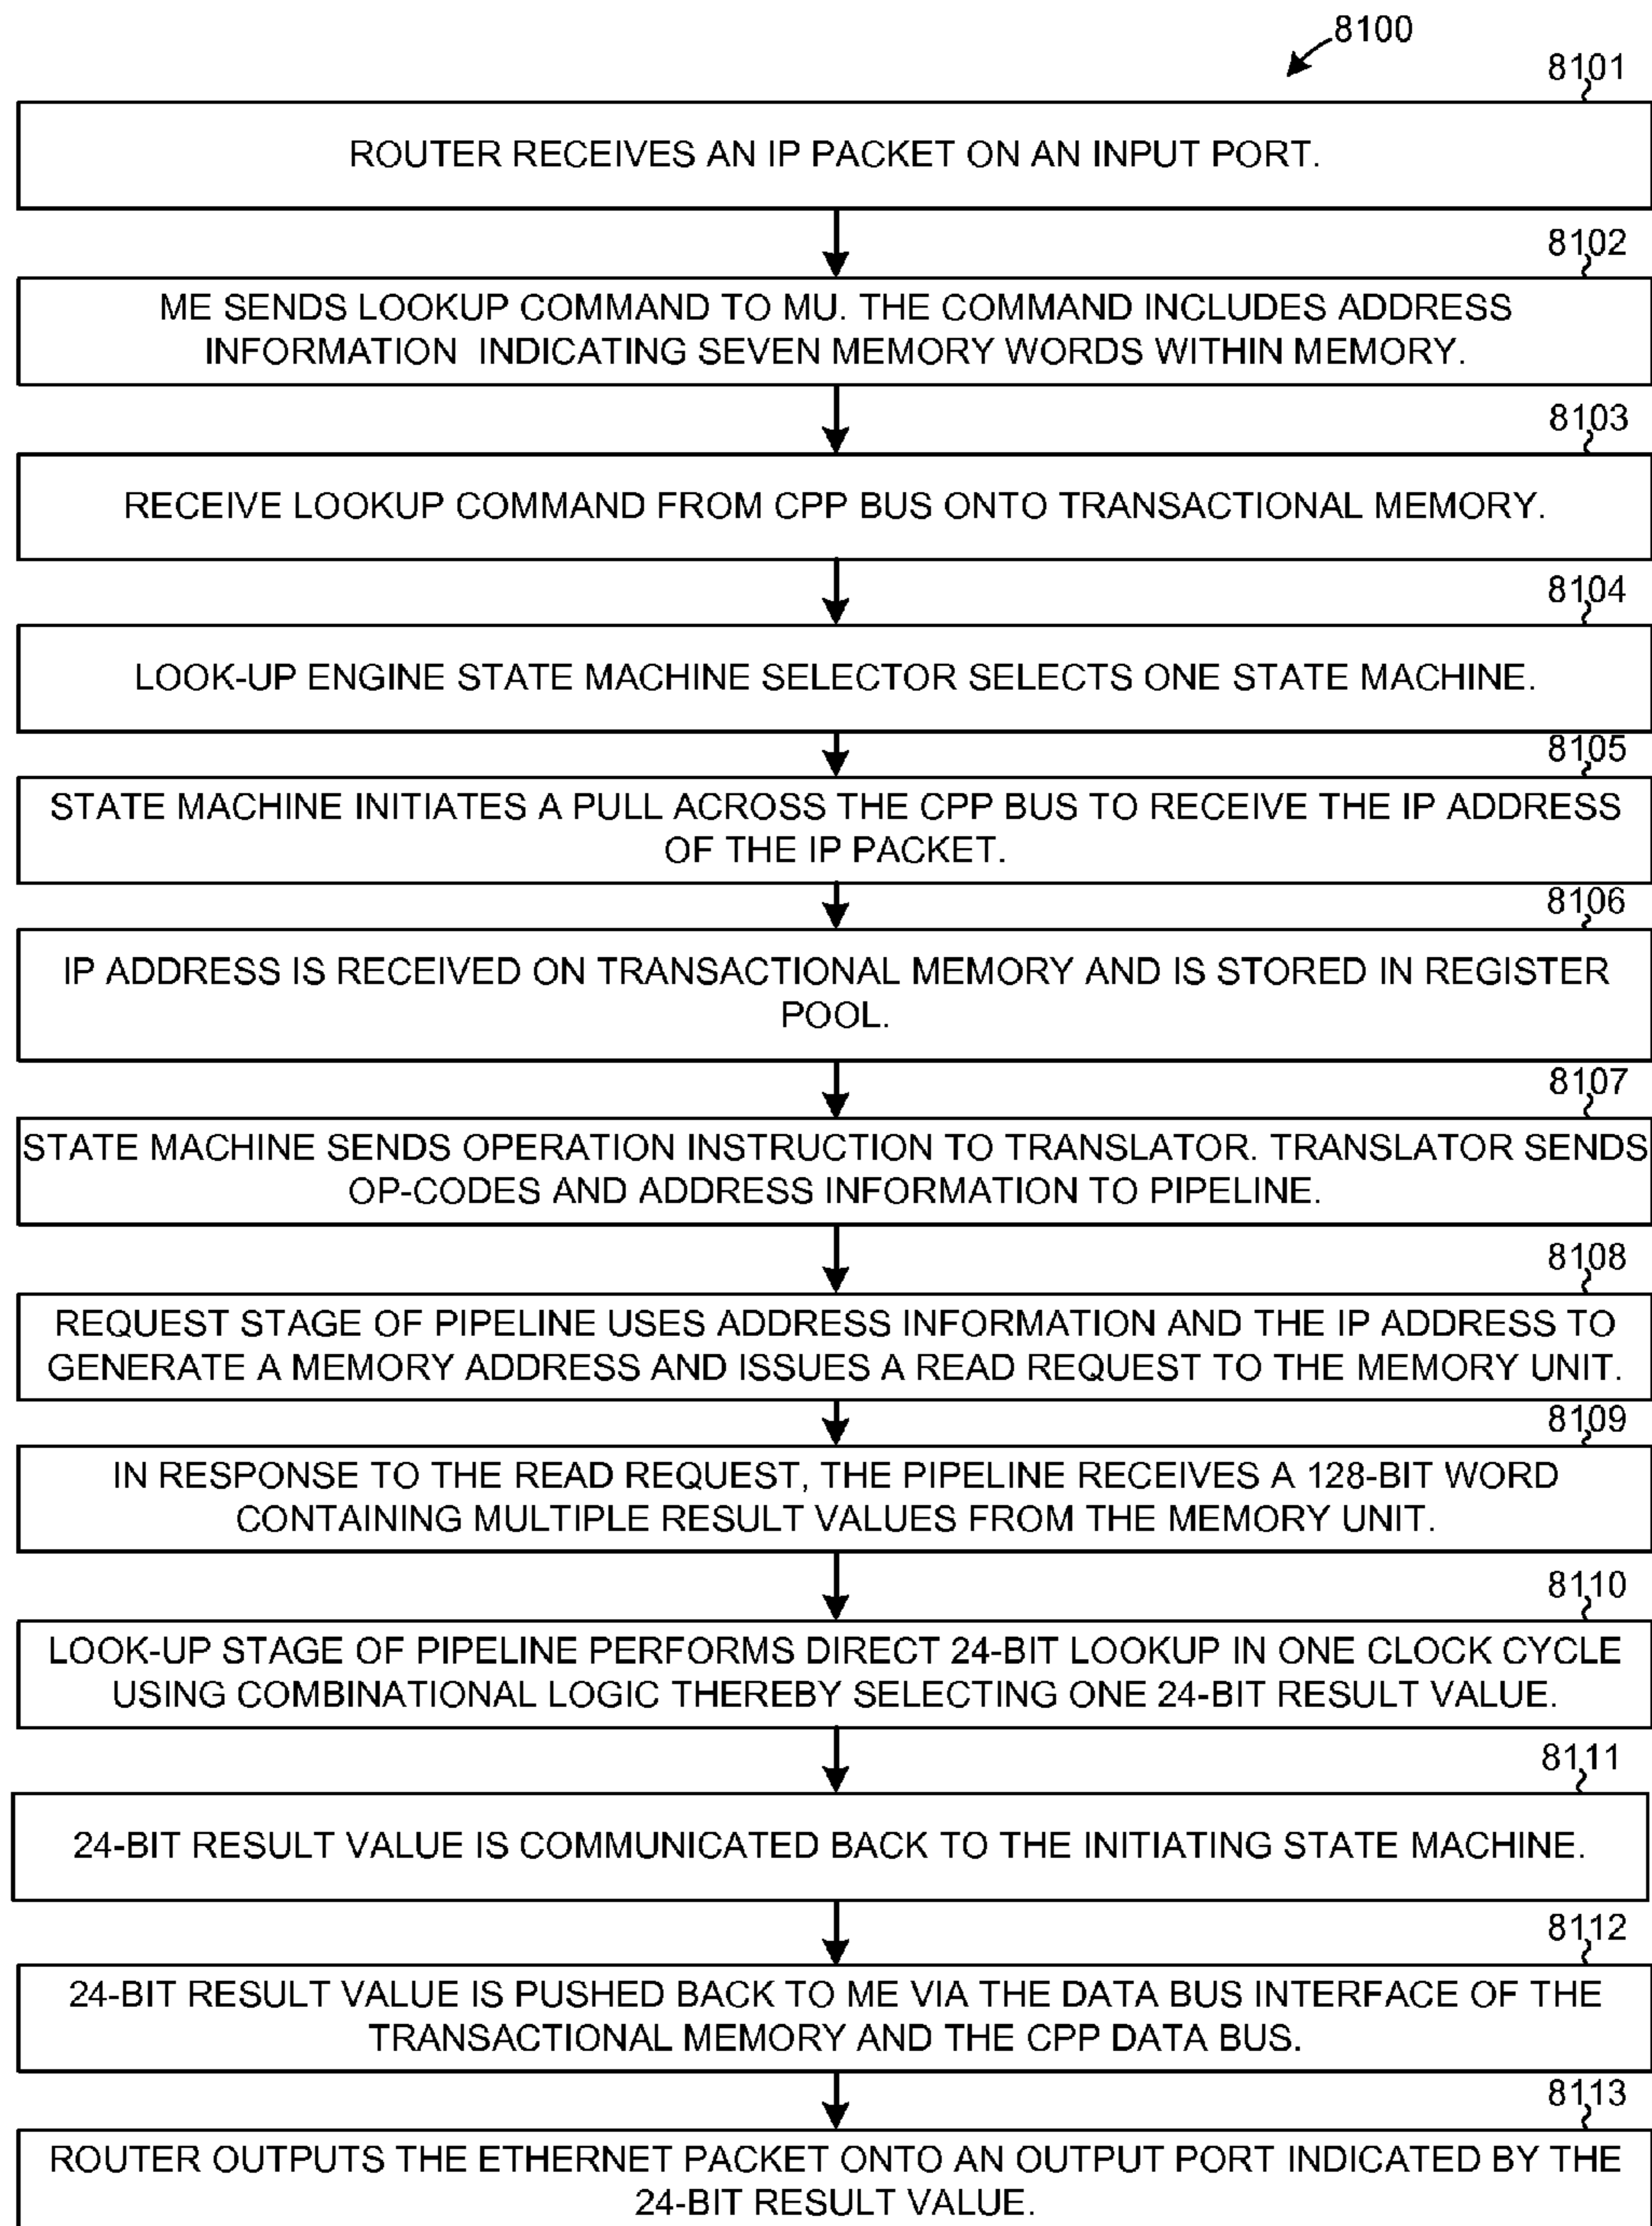 8100
8101
ROUTER RECEIVES AN IP PACKET ON AN INPUT PORT.
8102
ME SENDS LOOKUP COMMAND TO MU. THE COMMAND INCLUDES ADDRESS
INFORMATION INDICATING SEVEN MEMORY WORDS WITHIN MEMORY.
8103
RECEIVE LOOKUP COMMAND FROM CPP BUS ONTO TRANSACTIONAL MEMORY.
8104
LOOK-UP ENGINE STATE MACHINE SELECTOR SELECTS ONE STATE MACHINE.
8105
STATE MACHINE INITIATES A PULL ACROSS THE CPP BUS TO RECEIVE THE IP ADDRESS
OF THE IP PACKET.
8106
IP ADDRESS IS RECEIVED ON TRANSACTIONAL MEMORY AND IS STORED IN REGISTER
POOL.
8107
STATE MACHINE SENDS OPERATION INSTRUCTION TO TRANSLATOR. TRANSLATOR SENDS
OP-CODES AND ADDRESS INFORMATION TO PIPELINE.
8108
REQUEST STAGE OF PIPELINE USES ADDRESS INFORMATION AND THE IP ADDRESS TO
GENERATE A MEMORY ADDRESS AND ISSUES A READ REQUEST TO THE MEMORY UNIT.
8109
IN RESPONSE TO THE READ REQUEST, THE PIPELINE RECEIVES A 128-BIT WORD
CONTAINING MULTIPLE RESULT VALUES FROM THE MEMORY UNIT.
8110
LOOK-UP STAGE OF PIPELINE PERFORMS DIRECT 24-BIT LOOKUP IN ONE CLOCK CYCLE
USING COMBINATIONAL LOGIC THEREBY SELECTING ONE 24-BIT RESULT VALUE.
8111
24-BIT RESULT VALUE IS COMMUNICATED BACK TO THE INITIATING STATE MACHINE.
8112
24-BIT RESULT VALUE IS PUSHED BACK TO ME VIA THE DATA BUS INTERFACE OF THE
TRANSACTIONAL MEMORY AND THE CPP DATA BUS.
8113
ROUTER OUTPUTS THE ETHERNET PACKET ONTO AN OUTPUT PORT INDICATED BY THE
24-BIT RESULT VALUE.